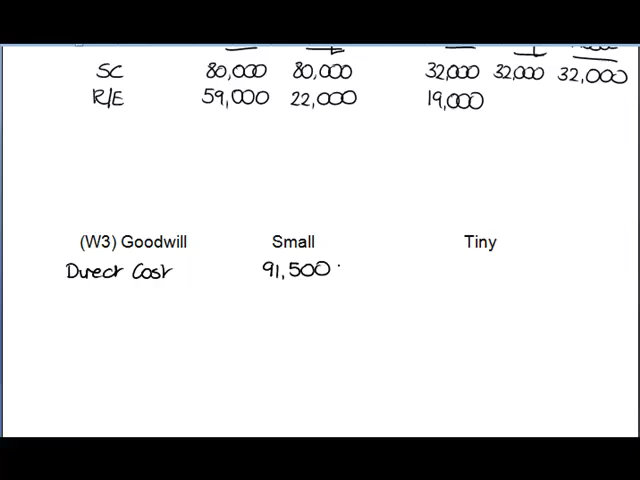 SC 80,000 80,000 32,000 32,000 32,000
R/E 59,000 22,000 19,000
(W3) Goodwill Small Tiny
Direct Cost 91,500